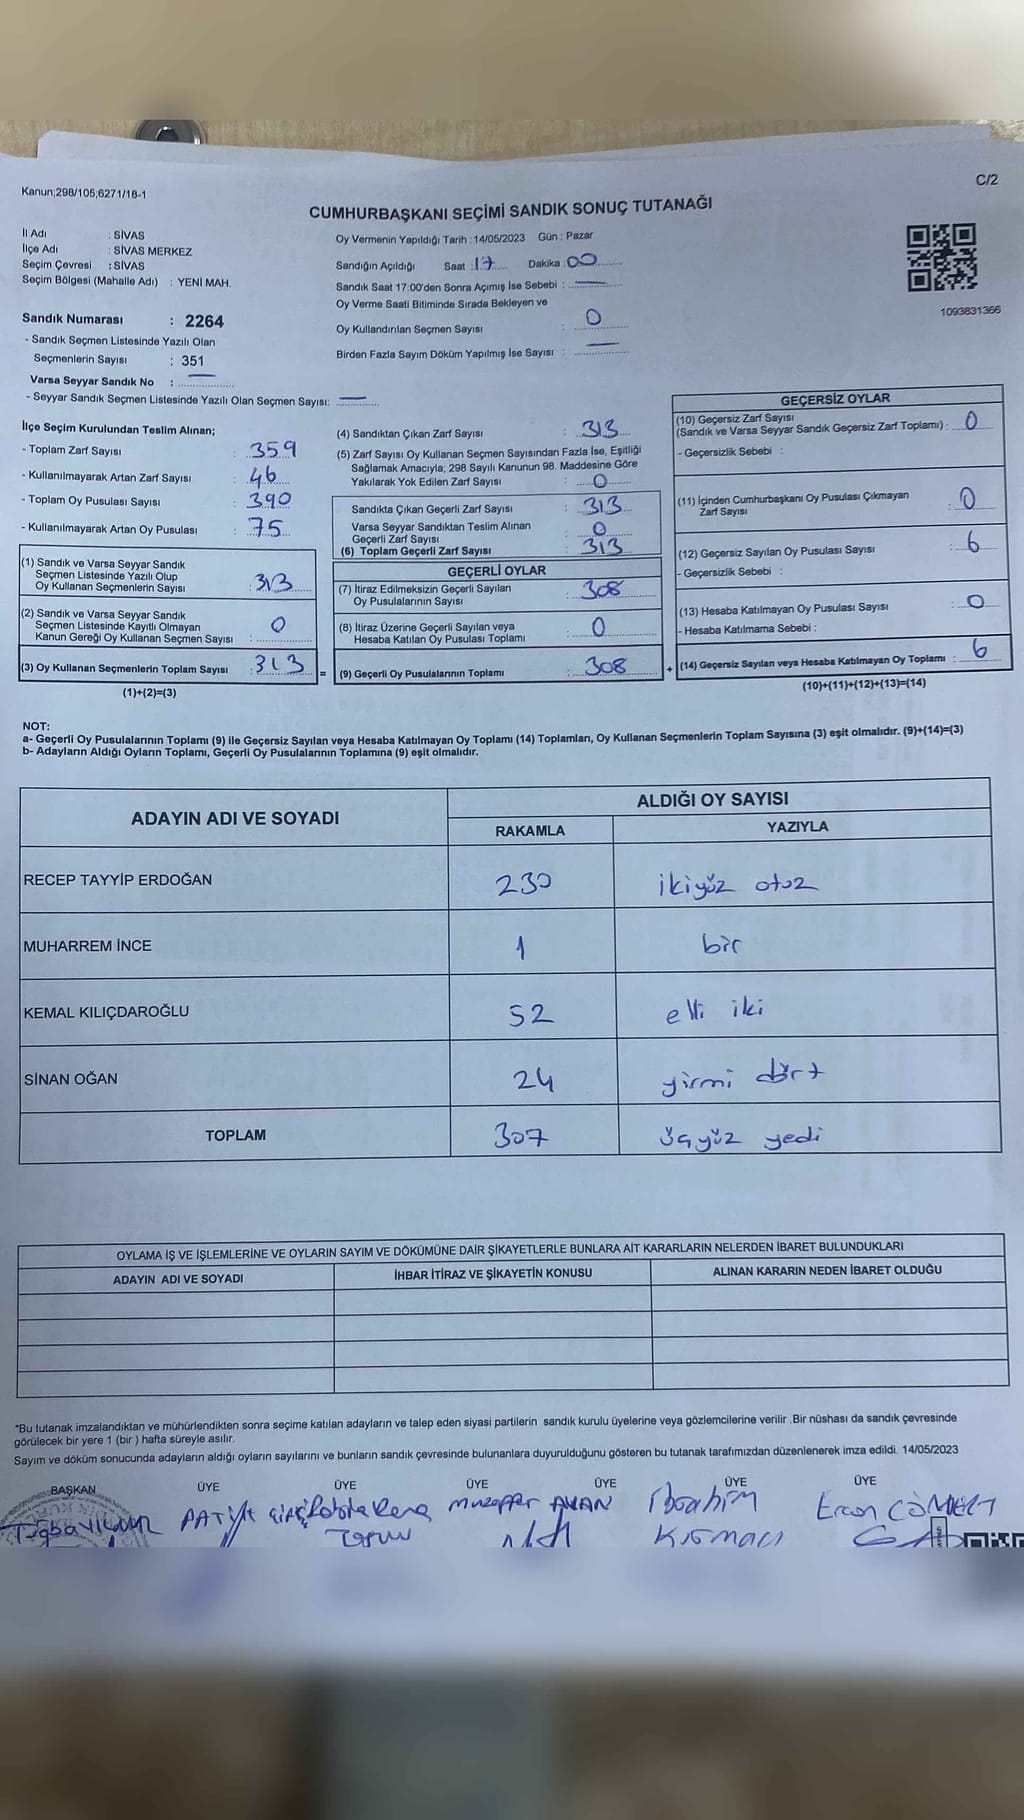 C/2
Kanun;298/105;6271/18-1
CUMHURBAŞKANI SEÇİMİ SANDIK SONUÇ TUTANAĞI
İl Adı : SİVAS
İlçe Adı : SİVAS MERKEZ
Seçim Çevresi : SİVAS
Seçim Bölgesi (Mahalle Adı) : YENİ MAH.
Sandık Numarası : 2264
- Sandık Seçmen Listesinde Yazılı Olan
Seçmenlerin Sayısı : 351
Varsa Seyyar Sandık No : —
- Seyyar Sandık Seçmen Listesinde Yazılı Olan Seçmen Sayısı: —
Oy Vermenin Yapıldığı Tarih : 14/05/2023 Gün : Pazar
Sandığın Açıldığı Saat : 17 Dakika : 00
Sandık Saat 17:00'den Sonra Açımış İse Sebebi : —
Oy Verme Saati Bitiminde Sırada Bekleyen ve
Oy Kullandırılan Seçmen Sayısı : 0
Birden Fazla Sayım Döküm Yapılmış İse Sayısı : —
1093831366
İlçe Seçim Kurulundan Teslim Alınan;
- Toplam Zarf Sayısı : 359
- Kullanılmayarak Artan Zarf Sayısı : 46
- Toplam Oy Pusulası Sayısı : 390
- Kullanılmayarak Artan Oy Pusulası : 75
(1) Sandık ve Varsa Seyyar Sandık
Seçmen Listesinde Yazılı Olup
Oy Kullanan Seçmenlerin Sayısı : 313
(2) Sandık ve Varsa Seyyar Sandık
Seçmen Listesinde Kayıtlı Olmayan
Kanun Gereği Oy Kullanan Seçmen Sayısı : 0
(3) Oy Kullanan Seçmenlerin Toplam Sayısı : 313
(1)+(2)=(3)
(4) Sandıktan Çıkan Zarf Sayısı : 313
(5) Zarf Sayısı Oy Kullanan Seçmen Sayısından Fazla İse, Eşitliği
Sağlamak Amacıyla; 298 Sayılı Kanunun 98. Maddesine Göre
Yakılarak Yok Edilen Zarf Sayısı : 0
Sandıkta Çıkan Geçerli Zarf Sayısı : 313
Varsa Seyyar Sandıktan Teslim Alınan
Geçerli Zarf Sayısı : 0
(6) Toplam Geçerli Zarf Sayısı : 313
GEÇERLİ OYLAR
(7) İtiraz Edilmeksizin Geçerli Sayılan
Oy Pusulalarının Sayısı : 308
(8) İtiraz Üzerine Geçerli Sayılan veya
Hesaba Katılan Oy Pusulası Toplamı : 0
= (9) Geçerli Oy Pusulalarının Toplamı : 308 +
GEÇERSİZ OYLAR
(10) Geçersiz Zarf Sayısı
(Sandık ve Varsa Seyyar Sandık Geçersiz Zarf Toplamı) : 0
- Geçersizlik Sebebi :
(11) İçinden Cumhurbaşkanı Oy Pusulası Çıkmayan
Zarf Sayısı : 0
(12) Geçersiz Sayılan Oy Pusulası Sayısı : 6
- Geçersizlik Sebebi :
(13) Hesaba Katılmayan Oy Pusulası Sayısı : 0
- Hesaba Katılmama Sebebi :
(14) Geçersiz Sayılan veya Hesaba Katılmayan Oy Toplamı : 6
(10)+(11)+(12)+(13)=(14)
NOT:
a- Geçerli Oy Pusulalarının Toplamı (9) ile Geçersiz Sayılan veya Hesaba Katılmayan Oy Toplamı (14) Toplamları, Oy Kullanan Seçmenlerin Toplam Sayısına (3) eşit olmalıdır. (9)+(14)=(3)
b- Adayların Aldığı Oyların Toplamı, Geçerli Oy Pusulalarının Toplamına (9) eşit olmalıdır.
ADAYIN ADI VE SOYADI ALDIĞI OY SAYISI
RAKAMLA YAZIYLA
RECEP TAYYİP ERDOĞAN 230 ikiyüz otuz
MUHARREM İNCE 1 bir
KEMAL KILIÇDAROĞLU 52 elli iki
SİNAN OĞAN 24 yirmi dört
TOPLAM 307 üçyüz yedi
OYLAMA İŞ VE İŞLEMLERİNE VE OYLARIN SAYIM VE DÖKÜMÜNE DAİR ŞİKAYETLERLE BUNLARA AİT KARARLARIN NELERDEN İBARET BULUNDUKLARI
ADAYIN ADI VE SOYADI İHBAR İTİRAZ VE ŞİKAYETİN KONUSU ALINAN KARARIN NEDEN İBARET OLDUĞU
*Bu tutanak imzalandıktan ve mühürlendikten sonra seçime katılan adayların ve talep eden siyasi partilerin sandık kurulu üyelerine veya gözlemcilerine verilir .Bir nüshası da sandık çevresinde
görülecek bir yere 1 (bir ) hafta süreyle asılır.
Sayım ve döküm sonucunda adayların aldığı oyların sayılarını ve bunların sandık çevresinde bulunanlara duyurulduğunu gösteren bu tutanak tarafımızdan düzenlenerek imza edildi. 14/05/2023
BAŞKAN ÜYE ÜYE ÜYE ÜYE ÜYE ÜYE
Tuğba Muzaffer İbrahim Ercan CÖMERT